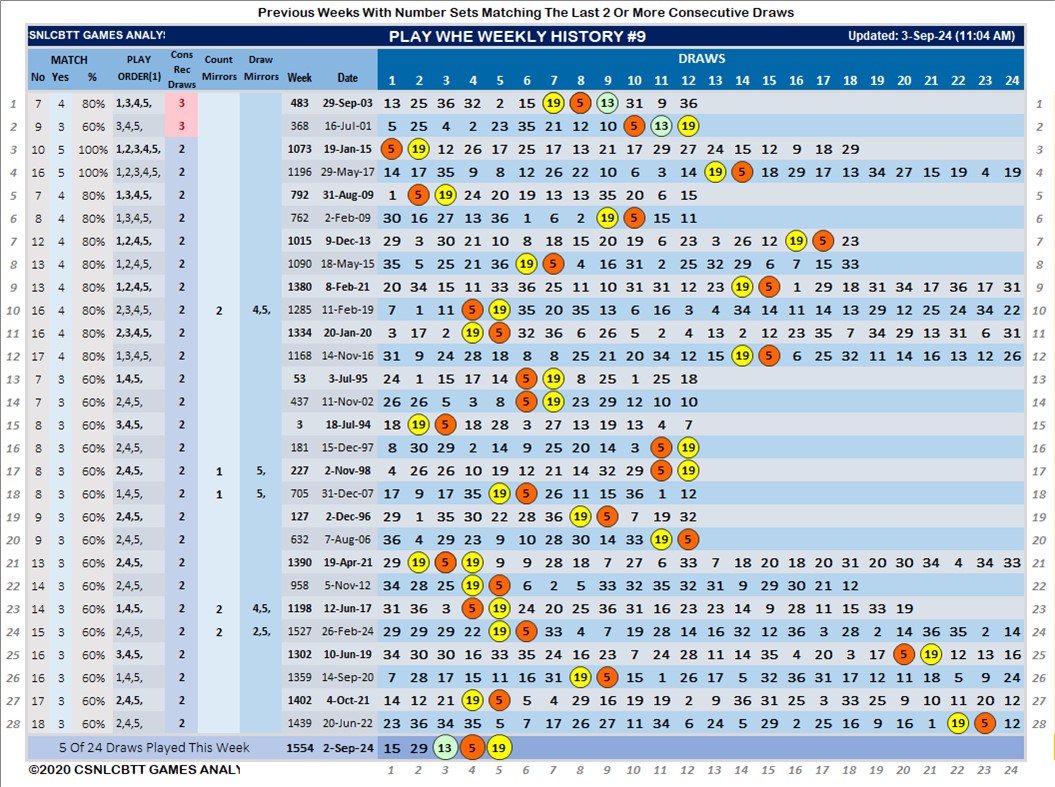 Previous Weeks With Number Sets Matching The Last 2 Or More Consecutive Draws
SNLCBTT GAMES ANALY PLAY WHE WEEKLY HISTORY #9 Updated: 3-Sep-24 (11:04 AM)
MATCH PLAY Cons Count Draw DRAWS
No Yes % ORDER(1) Rec Draws Mirrors Mirrors Week Date 1 2 3 4 5 6 7 8 9 10 11 12 13 14 15 16 17 18 19 20 21 22 23 24
1 7 4 80% 1,3,4,5, 3 483 29-Sep-03 13 25 36 32 2 15 19 5 13 31 9 36 1
2 9 3 60% 3,4,5, 3 368 16-Jul-01 5 25 4 2 23 35 21 12 10 5 13 19 2
3 10 5 100% 1,2,3,4,5, 2 1073 19-Jan-15 5 19 12 26 17 25 17 13 21 17 29 27 24 15 12 9 18 29 3
4 16 5 100% 1,2,3,4,5, 2 1196 29-May-17 14 17 35 9 8 12 26 22 10 6 3 14 19 5 18 29 17 13 34 27 15 19 4 19 4
5 7 4 80% 1,3,4,5, 2 792 31-Aug-09 1 5 19 24 20 19 13 13 35 20 6 15 5
6 8 4 80% 1,3,4,5, 2 762 2-Feb-09 30 16 27 13 36 1 6 2 19 5 15 11 6
7 12 4 80% 1,2,4,5, 2 1015 9-Dec-13 29 3 30 21 10 8 18 15 20 19 6 23 3 26 12 19 5 23 7
8 13 4 80% 1,2,4,5, 2 1090 18-May-15 35 5 25 21 36 19 5 4 16 31 2 25 32 29 6 7 15 33 8
9 13 4 80% 1,2,4,5, 2 1380 8-Feb-21 20 34 15 11 33 36 25 11 10 31 31 12 23 19 5 1 29 18 31 34 17 36 17 31 9
10 16 4 80% 2,3,4,5, 2 2 4,5, 1285 11-Feb-19 7 1 11 5 19 35 20 35 13 6 16 3 4 34 14 11 14 13 29 12 25 24 34 22 10
11 16 4 80% 2,3,4,5, 2 1334 20-Jan-20 3 17 2 19 5 32 36 6 26 5 2 4 13 2 12 23 35 7 34 29 13 31 6 31 11
12 17 4 80% 1,3,4,5, 2 1168 14-Nov-16 31 9 24 28 18 8 8 25 21 20 34 12 15 19 5 6 25 32 11 14 16 13 12 26 12
13 7 3 60% 1,4,5, 2 53 3-Jul-95 24 1 15 17 14 5 19 8 25 1 25 18 13
14 7 3 60% 2,4,5, 2 437 11-Nov-02 26 26 5 3 8 5 19 23 29 12 10 10 14
15 8 3 60% 3,4,5, 2 3 18-Jul-94 18 19 5 18 28 3 27 13 19 13 4 7 15
16 8 3 60% 2,4,5, 2 181 15-Dec-97 8 30 29 2 14 9 25 20 14 3 5 19 16
17 8 3 60% 2,4,5, 2 1 5, 227 2-Nov-98 4 26 26 10 19 12 21 14 32 29 5 19 17
18 8 3 60% 1,4,5, 2 1 5, 705 31-Dec-07 17 9 17 35 19 5 26 11 15 36 1 12 18
19 9 3 60% 2,4,5, 2 127 2-Dec-96 29 1 35 30 22 28 36 19 5 7 19 32 19
20 9 3 60% 2,4,5, 2 632 7-Aug-06 36 4 29 23 9 10 28 30 14 33 19 5 20
21 13 3 60% 2,4,5, 2 1390 19-Apr-21 29 19 5 19 9 9 28 18 7 27 6 33 7 18 20 18 20 31 20 30 34 4 34 33 21
22 13 3 60% 2,4,5, 2 958 5-Nov-12 34 28 25 19 5 6 2 5 33 32 35 32 31 9 29 30 21 12 22
23 14 3 60% 1,4,5, 2 2 4,5, 1198 12-Jun-17 31 36 3 5 19 24 20 25 36 31 16 23 23 14 9 28 11 15 33 19 23
24 15 3 60% 2,4,5, 2 2 2,5, 1527 26-Feb-24 29 29 29 22 19 5 33 4 7 19 28 14 16 32 12 36 3 28 2 14 36 35 2 14 24
25 16 3 60% 3,4,5, 2 1302 10-Jun-19 34 30 30 16 33 35 24 16 23 7 24 28 11 14 35 4 20 3 17 5 21 12 13 16 25
26 16 3 60% 1,3,4,5, 2 1359 14-Sep-20 7 28 17 15 11 16 31 19 5 15 1 26 17 5 32 36 31 17 12 11 18 5 9 24 26
27 17 3 60% 2,4,5, 2 1402 4-Oct-21 14 12 21 19 5 5 4 29 16 19 19 2 9 36 31 25 3 33 25 9 10 11 20 12 27
28 18 3 60% 2,4,5, 2 1439 20-Jun-22 23 36 34 35 5 7 17 26 27 11 34 6 24 5 29 2 25 16 9 16 1 19 5 12 28
5 Of 24 Draws Played This Week 1554 2-Sep-24 15 29 13 5 19
©2020 CSNLCBTT GAMES ANALY 1 2 3 4 5 6 7 8 9 10 11 12 13 14 15 16 17 18 19 20 21 22 23 24